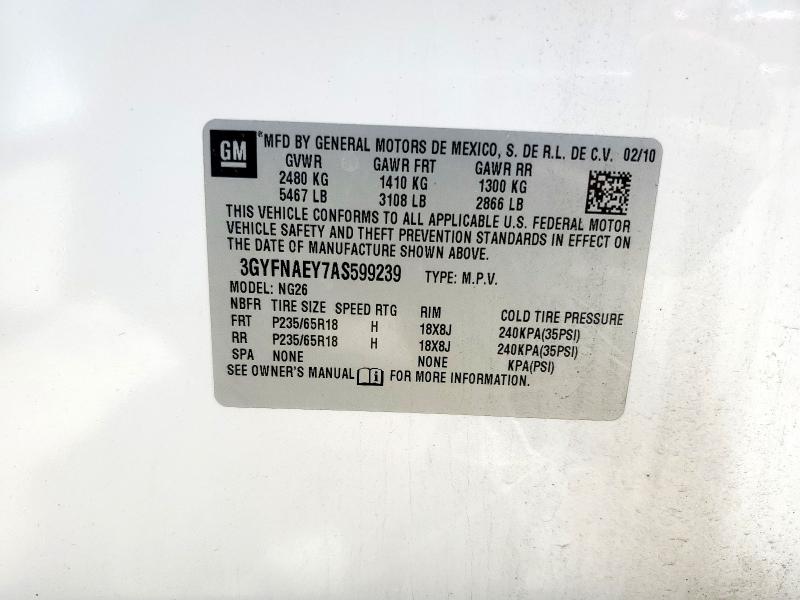 GM ®MFD BY GENERAL MOTORS DE MEXICO, S. DE R.L. DE C.V. 02/10
GVWR GAWR FRT GAWR RR
2480 KG 1410 KG 1300 KG
5467 LB 3108 LB 2866 LB
THIS VEHICLE CONFORMS TO ALL APPLICABLE U.S. FEDERAL MOTOR
VEHICLE SAFETY AND THEFT PREVENTION STANDARDS IN EFFECT ON
THE DATE OF MANUFACTURE SHOWN ABOVE.
3GYFNAEY7AS599239 TYPE: M.P.V.
MODEL: NG26
NBFR TIRE SIZE SPEED RTG RIM COLD TIRE PRESSURE
FRT P235/65R18 H 18X8J 240KPA(35PSI)
RR P235/65R18 H 18X8J 240KPA(35PSI)
SPA NONE NONE KPA(PSI)
SEE OWNER'S MANUAL FOR MORE INFORMATION.